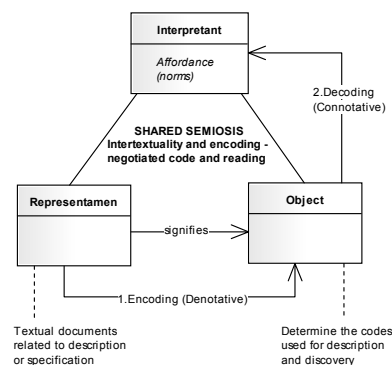 Interpretant
Affordance
(norms)
2.Decoding
(Connotative)
SHARED SEMIOSIS
Intertextuality and encoding -
negotiated code and reading
Representamen
Object
signifies
1.Encoding (Denotative)
Textual documents
related to description
or specification
Determine the codes
used for description
and discovery